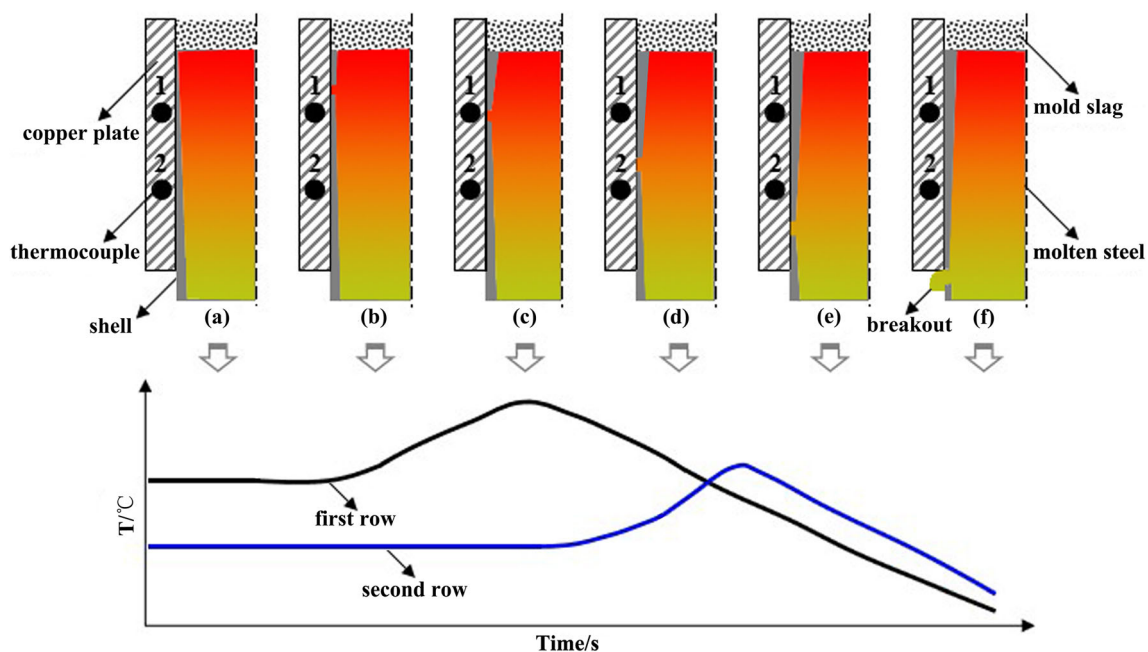 1
1
1
1
1
1
copper plate
mold slag
2
2
2
2
2
2
thermocouple
molten steel
shell
breakout
(a)
(b)
(c)
(d)
(e)
(f)
T/℃
first row
second row
Time/s